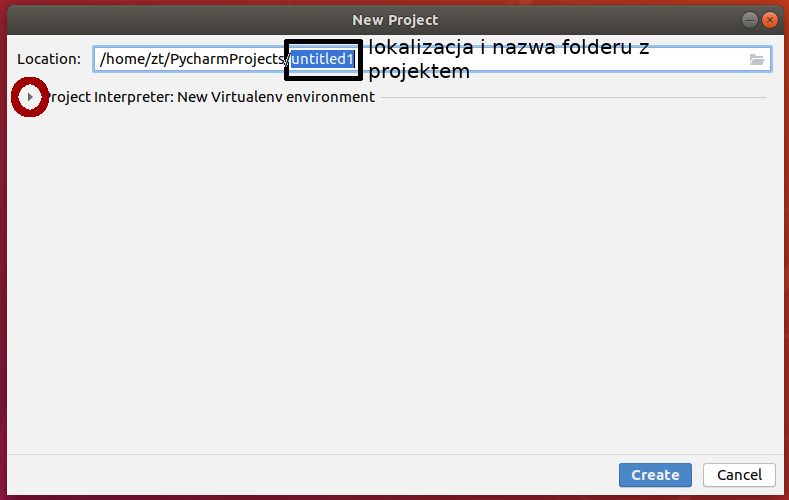 New Project
Location: /home/zt/PycharmProjects/untitled1
lokalizacja i nazwa folderu z
projektem
Project Interpreter: New Virtualenv environment
Create Cancel